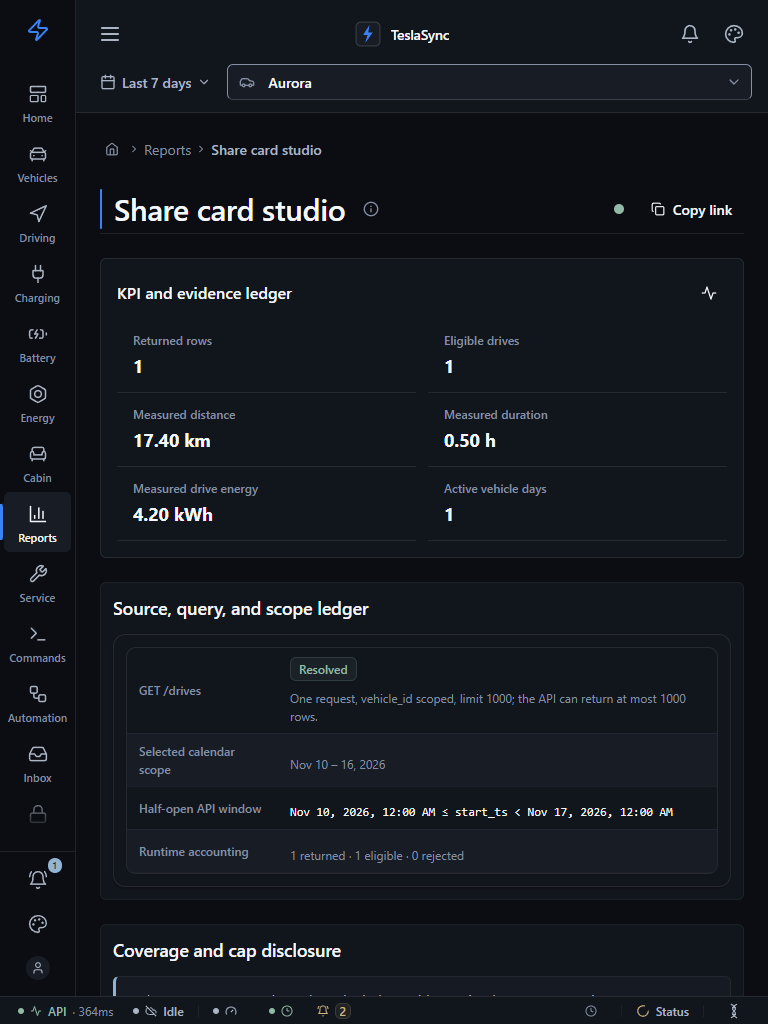 TeslaSync
Last 7 days
Aurora
Home
Vehicles
Driving
Charging
Battery
Energy
Cabin
Reports
Service
Commands
Automation
Inbox
1
Reports
Share card studio
Share card studio
Copy link
KPI and evidence ledger
Returned rows
1
Eligible drives
1
Measured distance
17.40 km
Measured duration
0.50 h
Measured drive energy
4.20 kWh
Active vehicle days
1
Source, query, and scope ledger
GET /drives
Resolved
One request, vehicle_id scoped, limit 1000; the API can return at most 1000
rows.
Selected calendar
scope
Nov 10 – 16, 2026
Half-open API window
Nov 10, 2026, 12:00 AM ≤ start_ts < Nov 17, 2026, 12:00 AM
Runtime accounting
1 returned · 1 eligible · 0 rejected
Coverage and cap disclosure
API · 364ms
Idle
2
Status